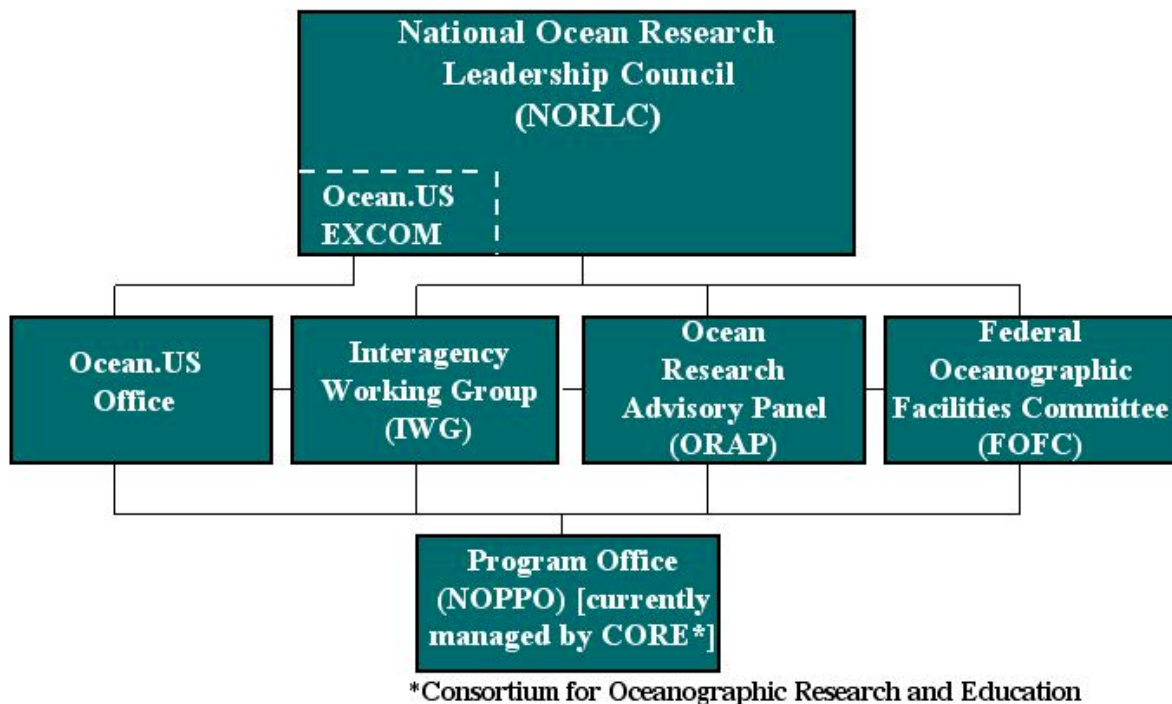 National Ocean Research
Leadership Council
(NORLC)
Ocean.US
EXCOM
Ocean.US
Office
Interagency
Working Group
(IWG)
Ocean
Research
Advisory Panel
(ORAP)
Federal
Oceanographic
Facilities Committee
(FOFC)
Program Office
(NOPPO) [currently
managed by CORE*]
*Consortium for Oceanographic Research and Education